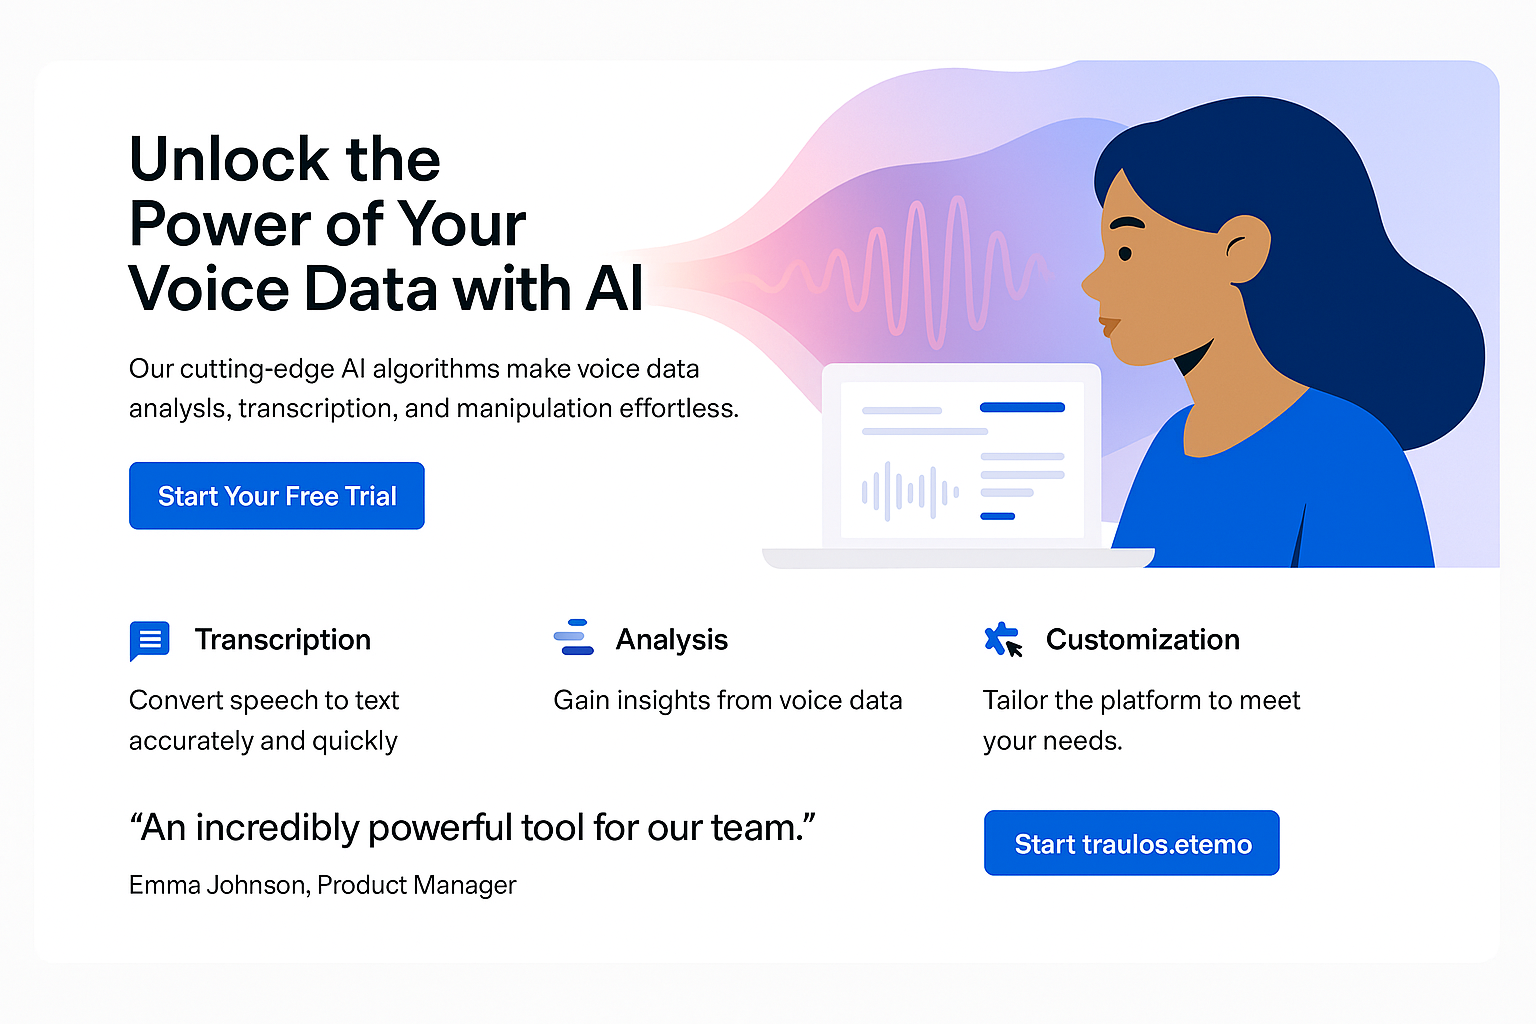 Unlock the
Power of Your
Voice Data with AI
Our cutting-edge AI algorithms make voice data
analysls, transcription, and manipulation effortless.
Start Your Free Trial
Transcription
Analysis
Customization
Convert speech to text
accurately and quickly
Gain insights from voice data
Tailor the platform to meet
your needs.
“An incredibly powerful tool for our team.”
Emma Johnson, Product Manager
Start traulos.etemo